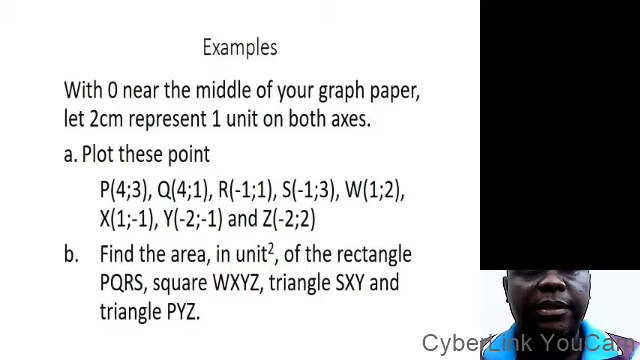 Examples
With 0 near the middle of your graph paper,
let 2cm represent 1 unit on both axes.
a. Plot these point
P(4;3), Q(4;1), R(-1;1), S(-1;3), W(1;2),
X(1;-1), Y(-2;-1) and Z(-2;2)
b. Find the area, in unit², of the rectangle
PQRS, square WXYZ, triangle SXY and
triangle PYZ.
CyberLink YouCam